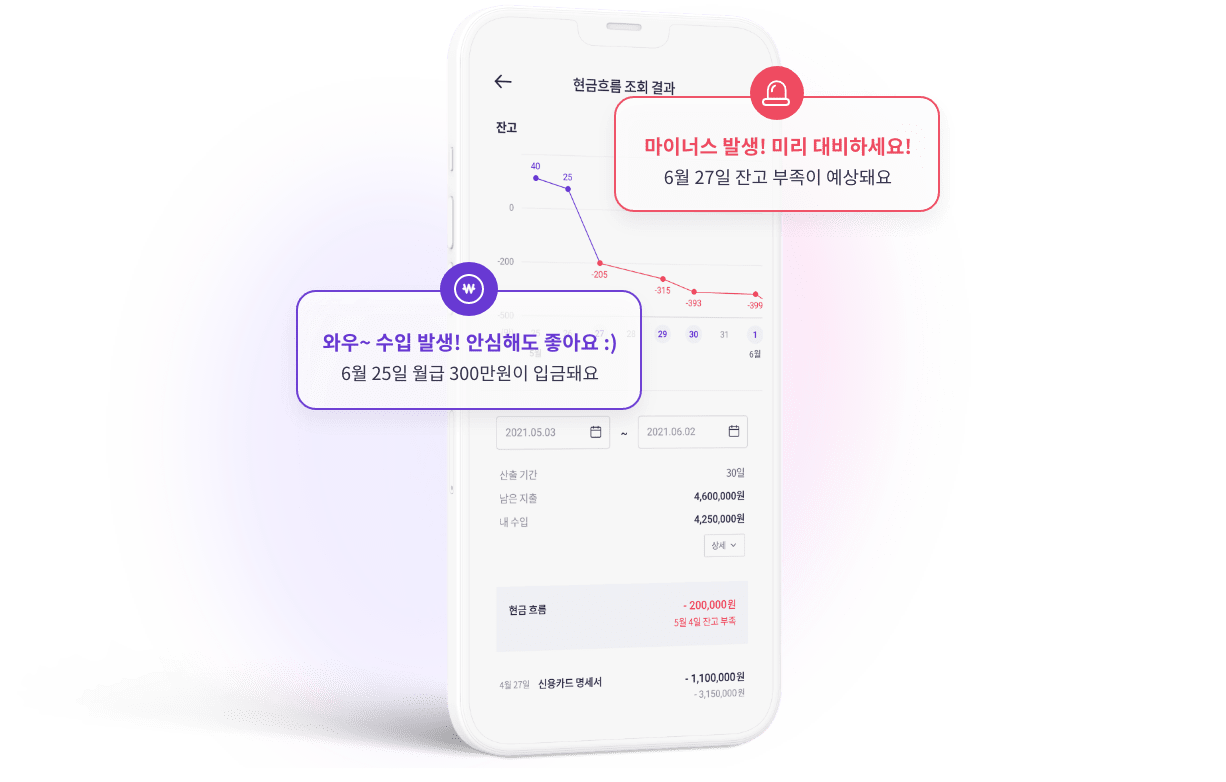 현금흐름 조회 결과
잔고
마이너스 발생! 미리 대비하세요!
6월 27일 잔고 부족이 예상돼요
40
25
0
-200
-205
-315
-393
-399
-500
27
28
29
30
31
1
6월
와우~ 수입 발생! 안심해도 좋아요 :)
6월 25일 월급 300만원이 입금돼요
2021.05.03 ~ 2021.06.02
산출 기간 30일
남은 지출 4,600,000원
내 수입 4,250,000원
상세
현금 흐름 - 200,000원
5월 4일 잔고 부족
4월 27일 신용카드 명세서 - 1,100,000원
- 3,150,000원